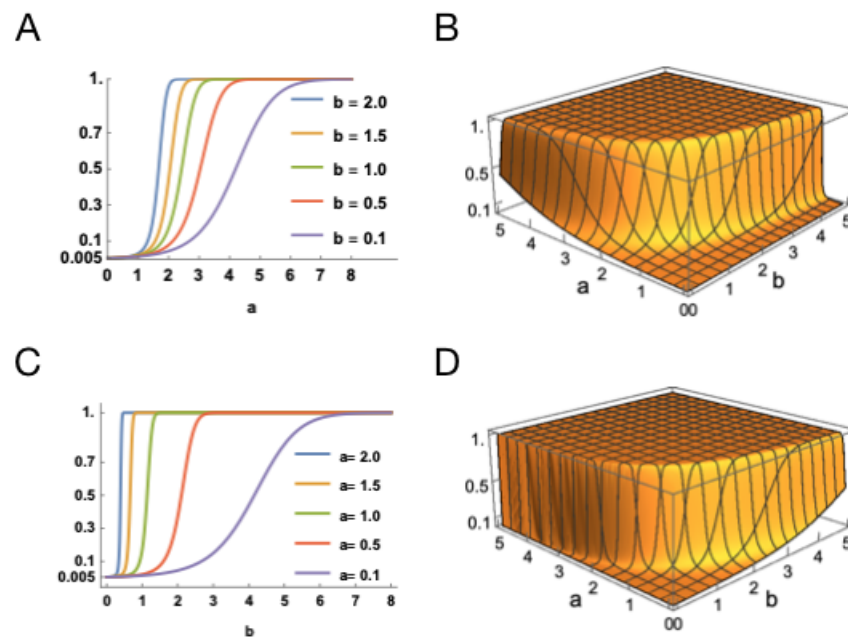 A
1.
0.7
0.5
0.3
0.1
0.005
0 1 2 3 4 5 6 7 8
a
b = 2.0
b = 1.5
b = 1.0
b = 0.5
b = 0.1
B
1.
0.5
0.1
5
4
3
2
1
00
1
2
3
4
5
a
b
C
1.
0.7
0.5
0.3
0.1
0.005
0 1 2 3 4 5 6 7 8
b
a= 2.0
a= 1.5
a= 1.0
a= 0.5
a= 0.1
D
1.
0.5
0.1
5
4
3
2
1
00
1
2
3
4
5
a
b